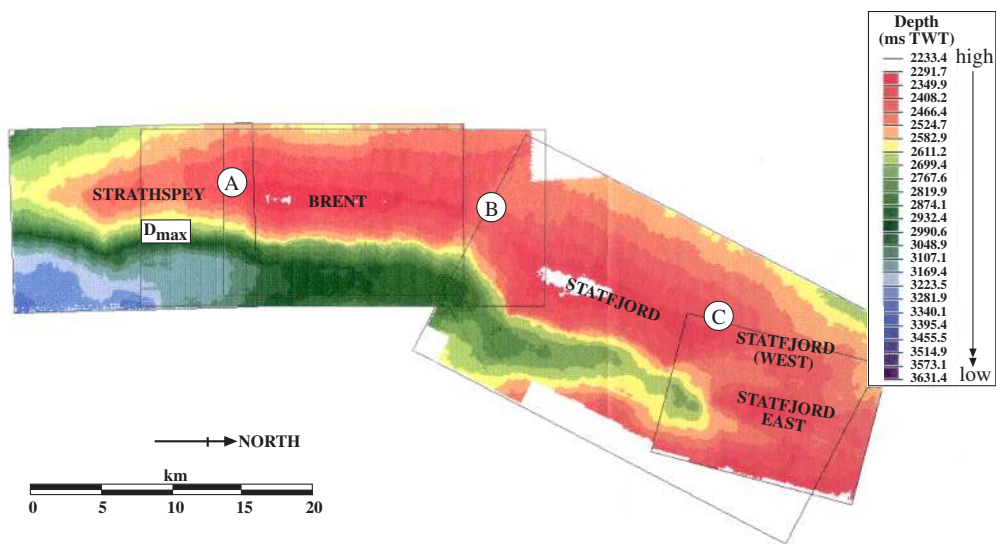 Depth
(ms TWT)
high
2233.4
2291.7
2349.9
2408.2
2466.4
2524.7
2582.9
2611.2
2699.4
2767.6
2819.9
2874.1
2932.4
2990.6
3048.9
3107.1
3169.4
3223.5
3281.9
3340.1
3395.4
3455.5
3514.9
3573.1
3631.4
low
A
STRATHSPEY
BRENT
B
Dmax
STATFJORD
C
STATFJORD
(WEST)
STATFJORD
EAST
NORTH
km
0 5 10 15 20